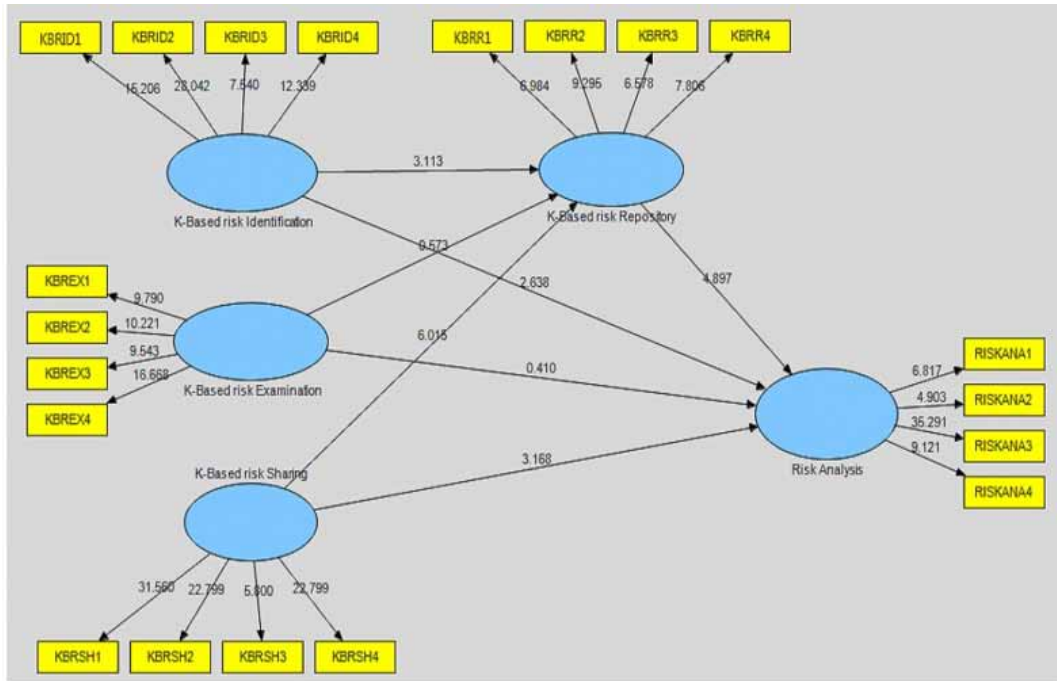 KBRID1
KBRID2
KBRID3
KBRID4
KBRR1
KBRR2
KBRR3
KBRR4
15.206
28.042
7.540
12.339
6.984
9.295
6.578
7.806
3.113
K-Based risk Identification
K-Based risk Repository
0.573
2.638
4.897
KBREX1
KBREX2
KBREX3
KBREX4
9.790
10.221
9.543
16.668
K-Based risk Examination
6.015
0.410
RISKANA1
RISKANA2
RISKANA3
RISKANA4
6.817
4.903
35.291
9.121
Risk Analysis
K-Based risk Sharing
3.168
31.560
22.799
5.800
22.799
KBRSH1
KBRSH2
KBRSH3
KBRSH4